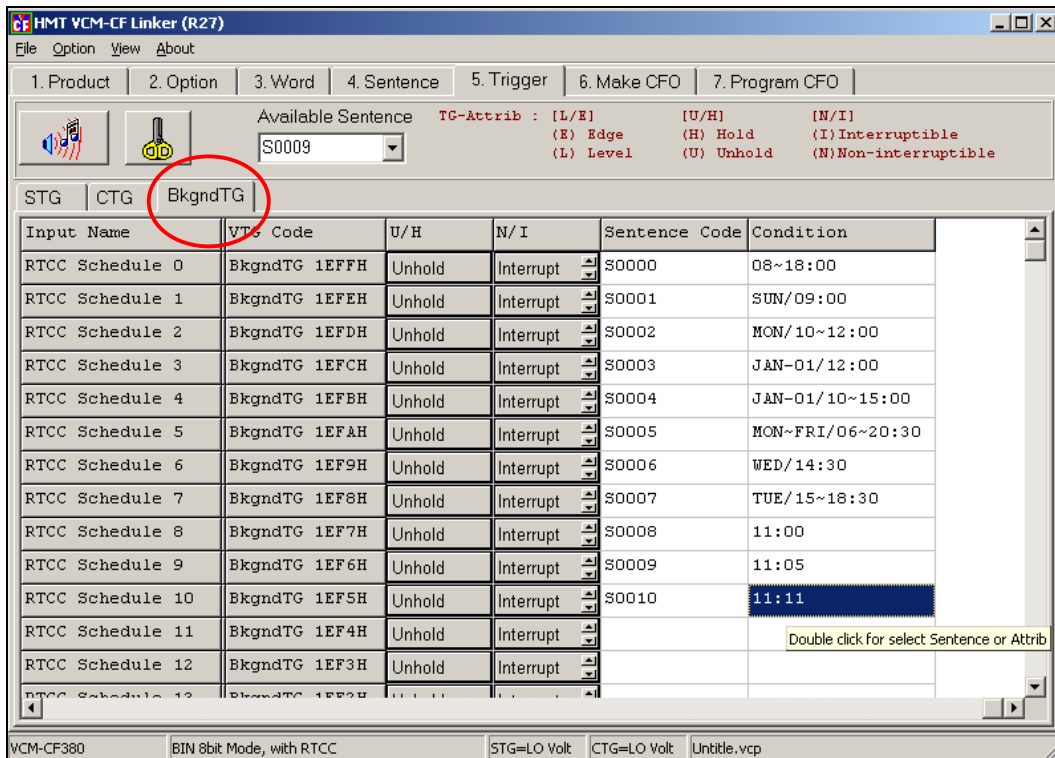 HMT VCM-CF Linker (R27)
File Option View About
1. Product 2. Option 3. Word 4. Sentence 5. Trigger 6. Make CFO 7. Program CFO
Available Sentence TG-Attrib : [L/E] [U/H] [N/I]
(E) Edge (H) Hold (I)Interruptible
S0009
(L) Level (U) Unhold (N)Non-interruptible
STG CTG BkgndTG
Input Name VTG Code U/H N/I Sentence Code Condition
RTCC Schedule 0 BkgndTG 1EFFH Unhold Interrupt S0000 08~18:00
RTCC Schedule 1 BkgndTG 1EFEH Unhold Interrupt S0001 SUN/09:00
RTCC Schedule 2 BkgndTG 1EFDH Unhold Interrupt S0002 MON/10~12:00
RTCC Schedule 3 BkgndTG 1EFCH Unhold Interrupt S0003 JAN-01/12:00
RTCC Schedule 4 BkgndTG 1EFBH Unhold Interrupt S0004 JAN-01/10~15:00
RTCC Schedule 5 BkgndTG 1EFAH Unhold Interrupt S0005 MON~FRI/06~20:30
RTCC Schedule 6 BkgndTG 1EF9H Unhold Interrupt S0006 WED/14:30
RTCC Schedule 7 BkgndTG 1EF8H Unhold Interrupt S0007 TUE/15~18:30
RTCC Schedule 8 BkgndTG 1EF7H Unhold Interrupt S0008 11:00
RTCC Schedule 9 BkgndTG 1EF6H Unhold Interrupt S0009 11:05
RTCC Schedule 10 BkgndTG 1EF5H Unhold Interrupt S0010 11:11
RTCC Schedule 11 BkgndTG 1EF4H Unhold Interrupt
Double click for select Sentence or Attrib
RTCC Schedule 12 BkgndTG 1EF3H Unhold Interrupt
RTCC Schedule 13 BkgndTG 1EF2H
VCM-CF380 BIN 8bit Mode, with RTCC STG=LO Volt CTG=LO Volt Untitle.vcp